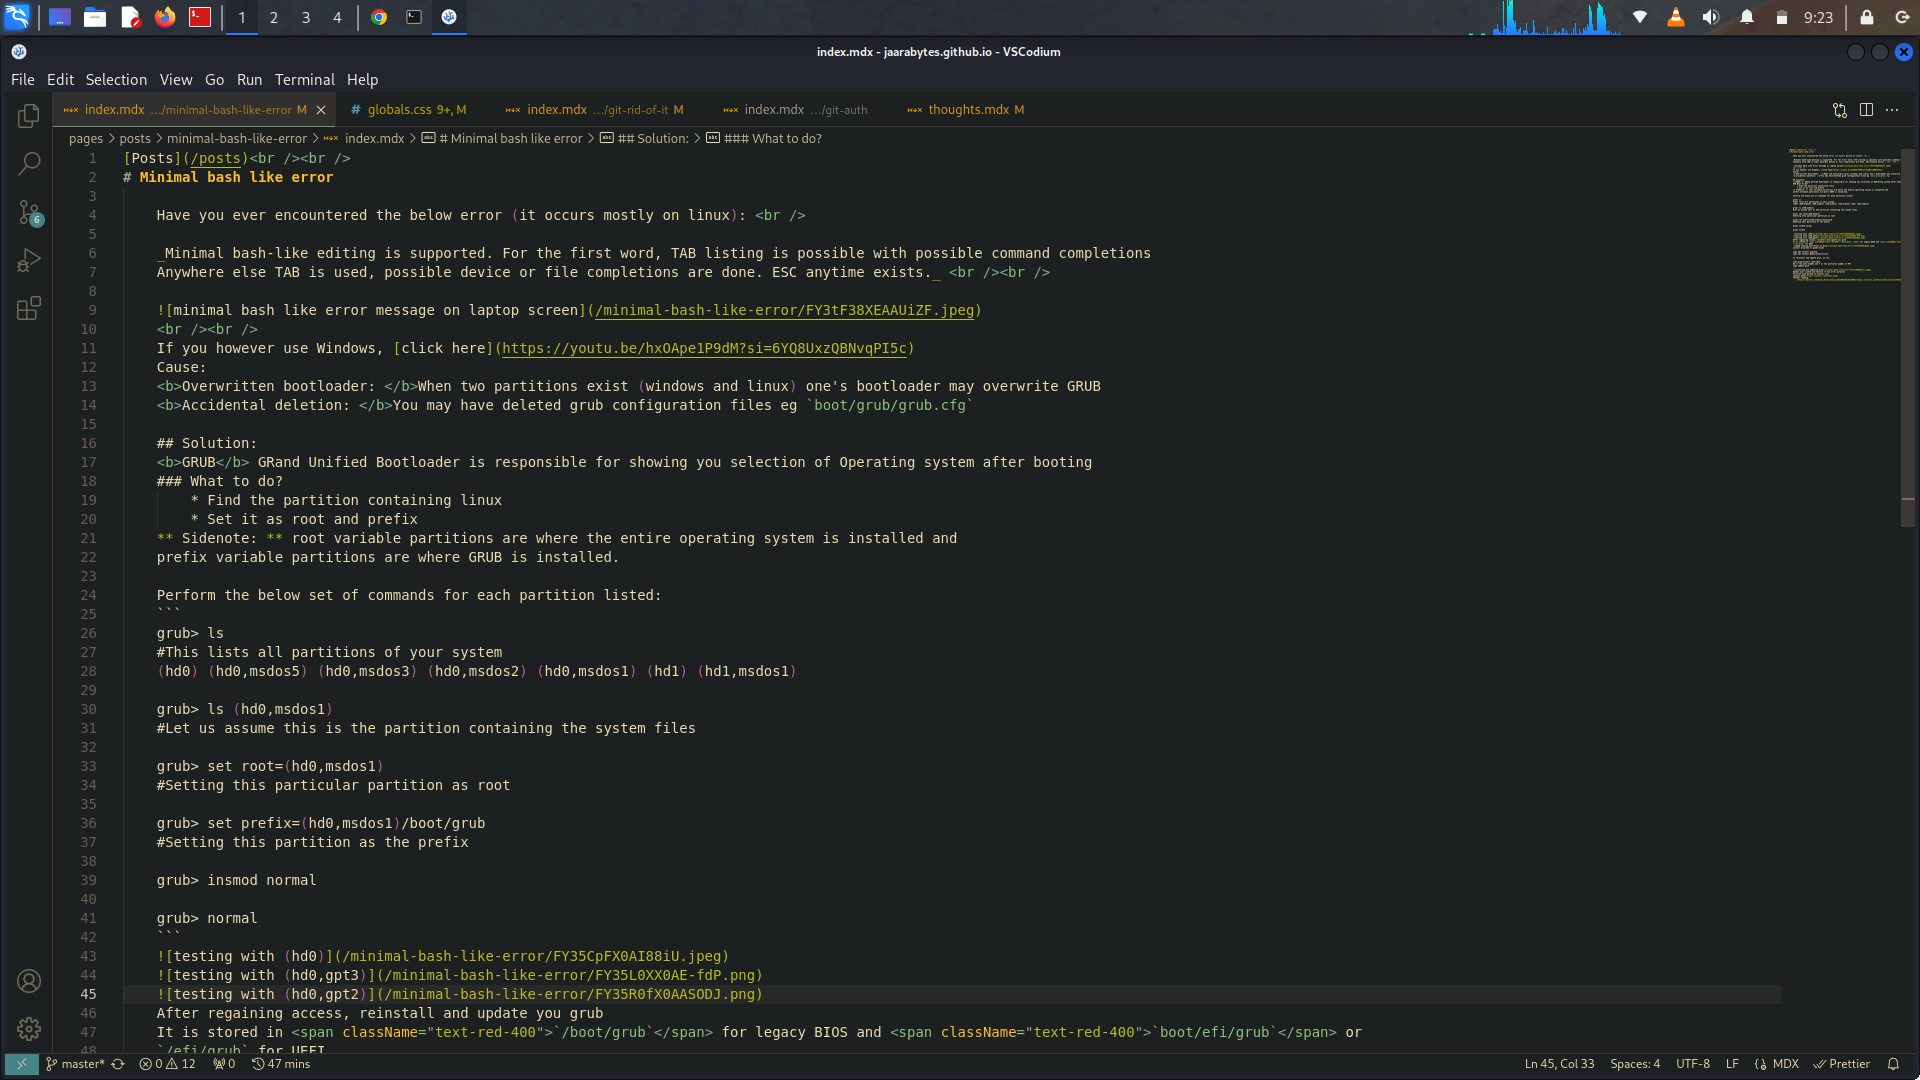 1 2 3 4 9:23
index.mdx - jaarabytes.github.io - VSCodium
File Edit Selection View Go Run Terminal Help
index.mdx .../minimal-bash-like-error M # globals.css 9+, M index.mdx .../git-rid-of-it M index.mdx .../git-auth thoughts.mdx M
pages > posts > minimal-bash-like-error > index.mdx > # Minimal bash like error > ## Solution: > ### What to do?
1 [Posts](/posts)<br /><br />
2 # Minimal bash like error
3
4 Have you ever encountered the below error (it occurs mostly on linux): <br />
5
6 _Minimal bash-like editing is supported. For the first word, TAB listing is possible with possible command completions
7 Anywhere else TAB is used, possible device or file completions are done. ESC anytime exists._ <br /><br />
8
9 ![minimal bash like error message on laptop screen](/minimal-bash-like-error/FY3tF38XEAAUiZF.jpeg)
10 <br /><br />
11 If you however use Windows, [click here](https://youtu.be/hxOApe1P9dM?si=6YQ8UxzQBNvqPI5c)
12 Cause:
13 <b>Overwritten bootloader: </b>When two partitions exist (windows and linux) one's bootloader may overwrite GRUB
14 <b>Accidental deletion: </b>You may have deleted grub configuration files eg `boot/grub/grub.cfg`
15
16 ## Solution:
17 <b>GRUB</b> GRand Unified Bootloader is responsible for showing you selection of Operating system after booting
18 ### What to do?
19 * Find the partition containing linux
20 * Set it as root and prefix
21 ** Sidenote: ** root variable partitions are where the entire operating system is installed and
22 prefix variable partitions are where GRUB is installed.
23
24 Perform the below set of commands for each partition listed:
25 ```
26 grub> ls
27 #This lists all partitions of your system
28 (hd0) (hd0,msdos5) (hd0,msdos3) (hd0,msdos2) (hd0,msdos1) (hd1) (hd1,msdos1)
29
30 grub> ls (hd0,msdos1)
31 #Let us assume this is the partition containing the system files
32
33 grub> set root=(hd0,msdos1)
34 #Setting this particular partition as root
35
36 grub> set prefix=(hd0,msdos1)/boot/grub
37 #Setting this partition as the prefix
38
39 grub> insmod normal
40
41 grub> normal
42 ```
43 ![testing with (hd0)](/minimal-bash-like-error/FY35CpFX0AI88iU.jpeg)
44 ![testing with (hd0,gpt3)](/minimal-bash-like-error/FY35L0XX0AE-fdP.png)
45 ![testing with (hd0,gpt2)](/minimal-bash-like-error/FY35R0fX0AASODJ.png)
46 After regaining access, reinstall and update you grub
47 It is stored in <span className="text-red-400">`/boot/grub`</span> for legacy BIOS and <span className="text-red-400">`boot/efi/grub`</span> or
48 `/efi/grub` for UEFI
6
master* 0 12 0 47 mins Ln 45, Col 33 Spaces: 4 UTF-8 LF {} MDX Prettier